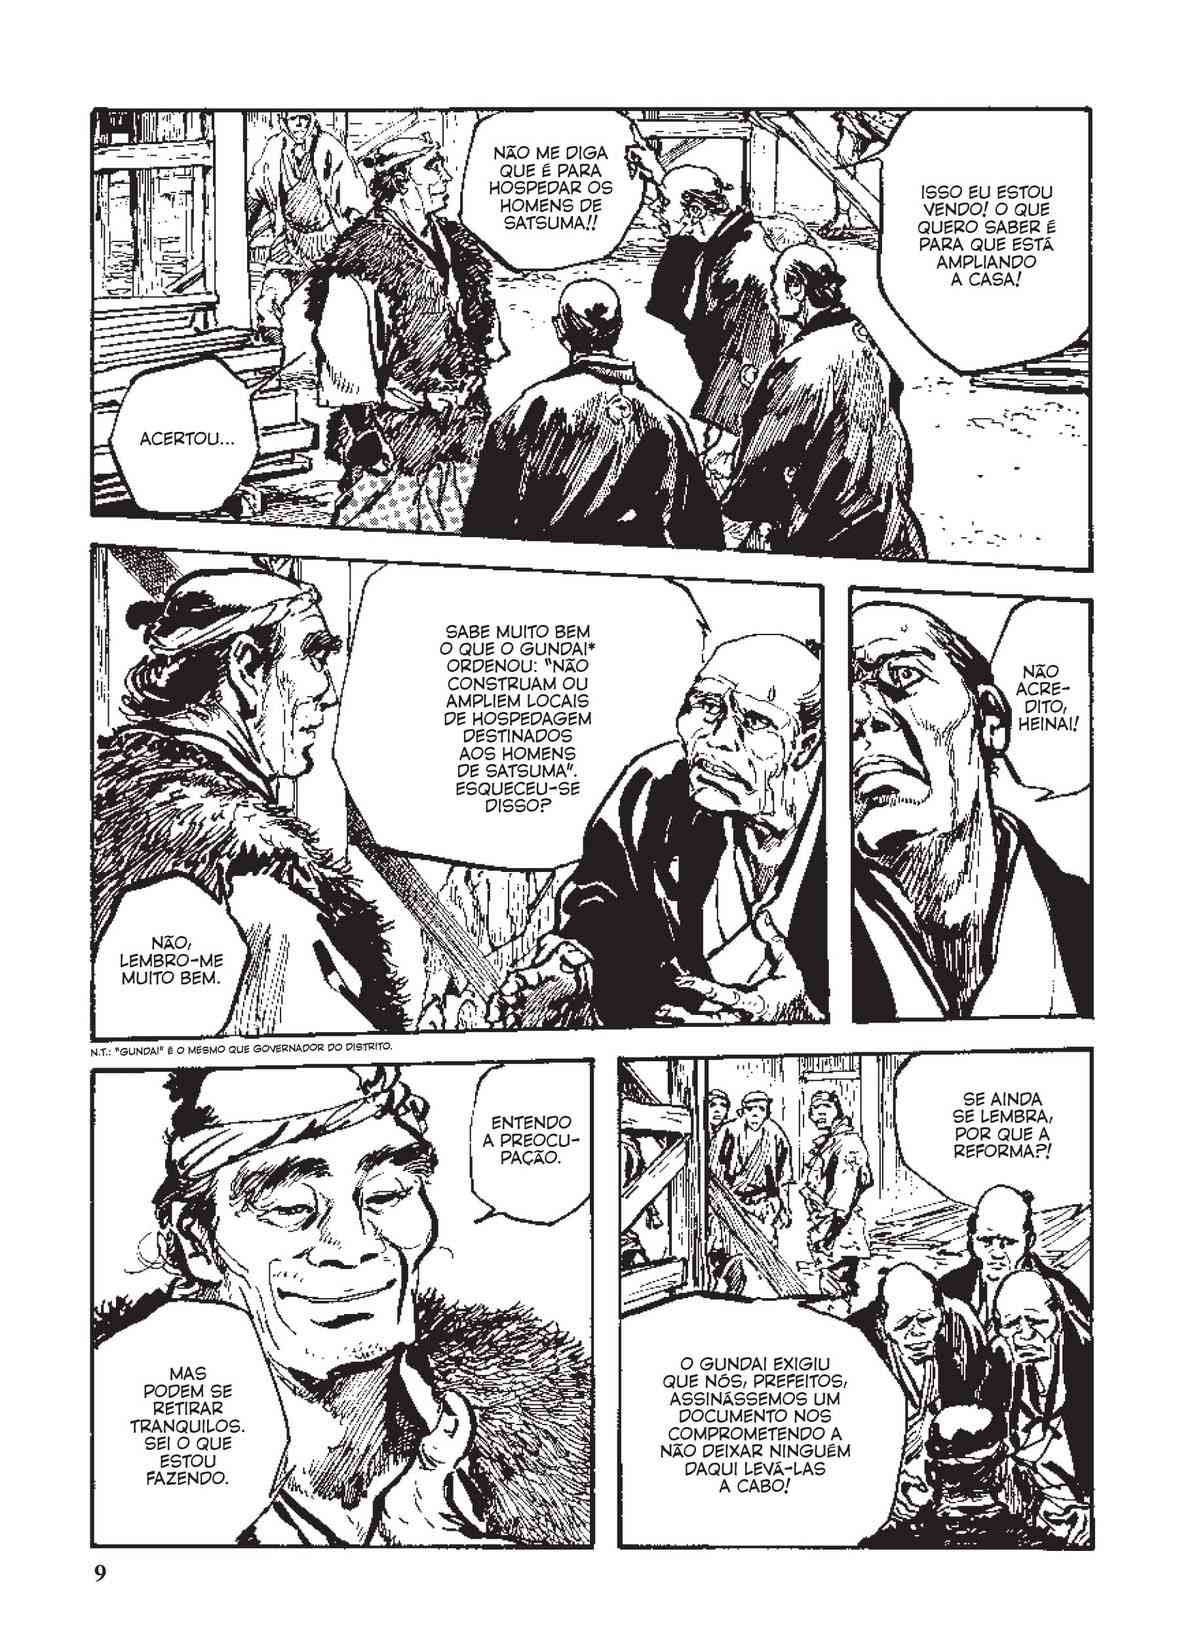 ISSO EU ESTOU
VENDO! O QUE
QUERO SABER É
PARA QUE ESTÁ
AMPLIANDO
A CASA!
NÃO ME DIGA
QUE É PARA
HOSPEDAR OS
HOMENS DE
SATSUMA!!
ACERTOU...
NÃO
ACRE-
DITO,
HEINAI!
SABE MUITO BEM
O QUE O GUNDAI*
ORDENOU: "NÃO
CONSTRUAM OU
AMPLIEM LOCAIS
DE HOSPEDAGEM
DESTINADOS
AOS HOMENS
DE SATSUMA".
ESQUECEU-SE
DISSO?
NÃO,
LEMBRO-ME
MUITO BEM.
N.T.: "GUNDAI" É O MESMO QUE GOVERNADOR DO DISTRITO.
SE AINDA
SE LEMBRA,
POR QUE A
REFORMA?!
O GUNDAI EXIGIU
QUE NÓS, PREFEITOS,
ASSINÁSSEMOS UM
DOCUMENTO NOS
COMPROMETENDO A
NÃO DEIXAR NINGUÉM
DAQUI LEVÁ-LAS
A CABO!
ENTENDO
A PREOCU-
PAÇÃO.
MAS
PODEM SE
RETIRAR
TRANQUILOS.
SEI O QUE
ESTOU
FAZENDO.
9